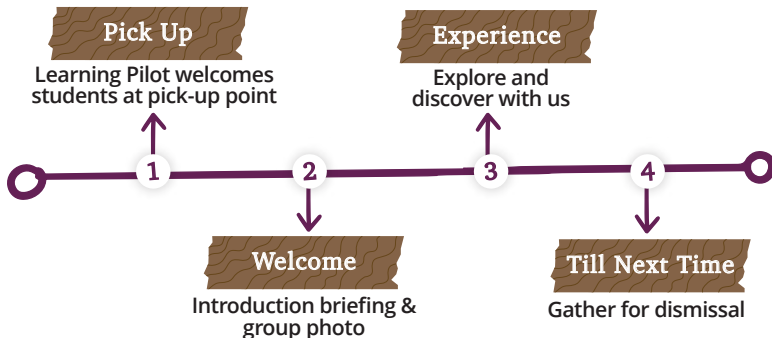 Pick Up
Learning Pilot welcomes
students at pick-up point
Experience
Explore and
discover with us
1
2
3
4
Welcome
Introduction briefing &
group photo
Till Next Time
Gather for dismissal